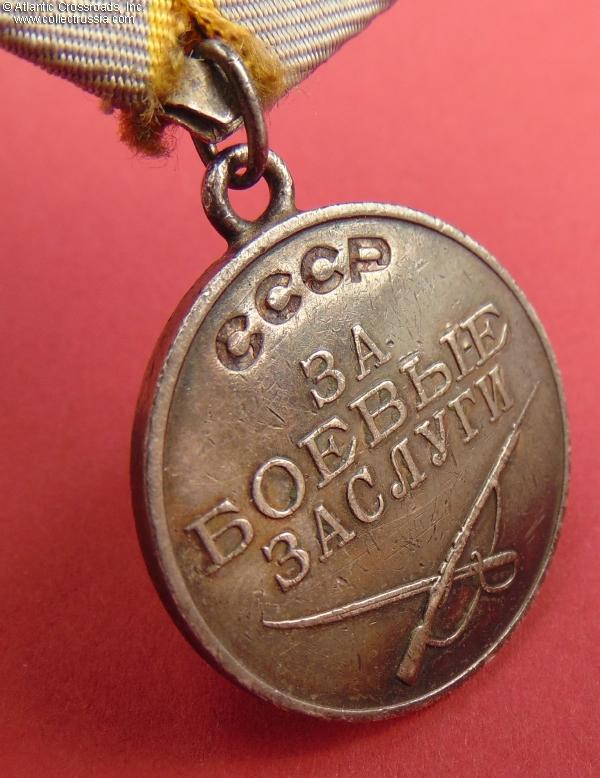 © Atlantic Crossroads, Inc.
www.collectrussia.com
СССР
ЗА
БОЕВЫЕ
ЗАСЛУГИ